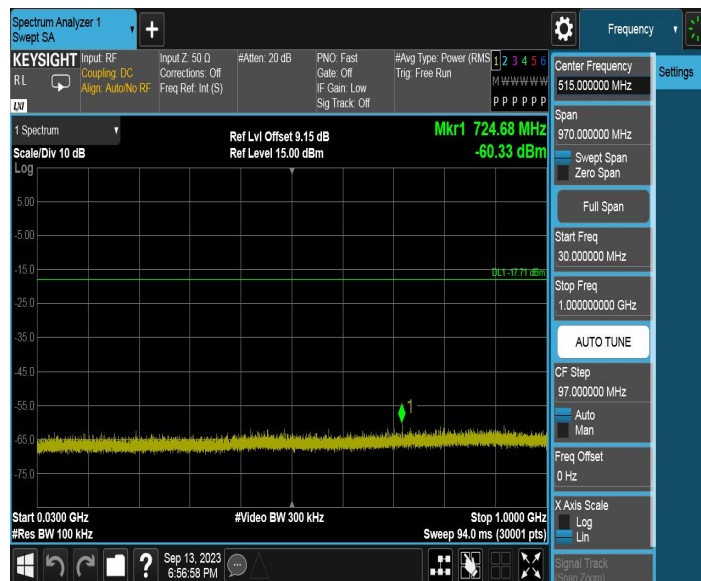 Spectrum Analyzer 1
Swept SA
+
Frequency
KEYSIGHT
RL
LXI
Input: RF
Coupling: DC
Align: Auto/No RF
Input Z: 50 Ω
Corrections: Off
Freq Ref: Int (S)
#Atten: 20 dB
PNO: Fast
Gate: Off
IF Gain: Low
Sig Track: Off
#Avg Type: Power (RMS
Trig: Free Run
1 2 3 4 5 6
M W W W W W
P P P P P P
1 Spectrum
Scale/Div 10 dB
Ref Lvl Offset 9.15 dB
Ref Level 15.00 dBm
Mkr1 724.68 MHz
-60.33 dBm
Log
5.00
-5.00
-15.0
DL1 -17.71 dBm
-25.0
-35.0
-45.0
-55.0
1
-65.0
-75.0
Start 0.0300 GHz
#Res BW 100 kHz
#Video BW 300 kHz
Stop 1.0000 GHz
Sweep 94.0 ms (30001 pts)
Center Frequency
515.000000 MHz
Settings
Span
970.000000 MHz
Swept Span
Zero Span
Full Span
Start Freq
30.000000 MHz
Stop Freq
1.000000000 GHz
AUTO TUNE
CF Step
97.000000 MHz
Auto
Man
Freq Offset
0 Hz
X Axis Scale
Log
Lin
Signal Track
(Span Zoom)
?
Sep 13, 2023
6:56:58 PM